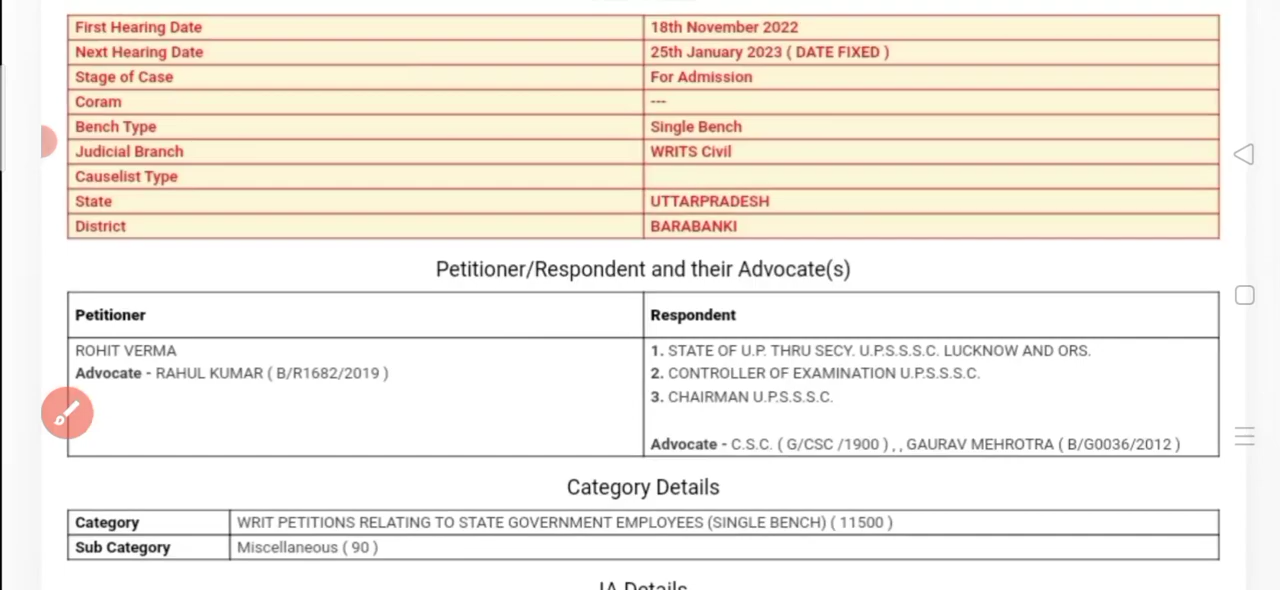 First Hearing Date 18th November 2022
Next Hearing Date 25th January 2023 ( DATE FIXED )
Stage of Case For Admission
Coram ---
Bench Type Single Bench
Judicial Branch WRITS Civil
Causelist Type
State UTTARPRADESH
District BARABANKI
Petitioner/Respondent and their Advocate(s)
Petitioner Respondent
ROHIT VERMA 1. STATE OF U.P. THRU SECY. U.P.S.S.S.C. LUCKNOW AND ORS.
Advocate - RAHUL KUMAR ( B/R1682/2019 ) 2. CONTROLLER OF EXAMINATION U.P.S.S.S.C.
3. CHAIRMAN U.P.S.S.S.C.
Advocate - C.S.C. ( G/CSC /1900 ) , , GAURAV MEHROTRA ( B/G0036/2012 )
Category Details
Category WRIT PETITIONS RELATING TO STATE GOVERNMENT EMPLOYEES (SINGLE BENCH) ( 11500 )
Sub Category Miscellaneous ( 90 )
IA Details